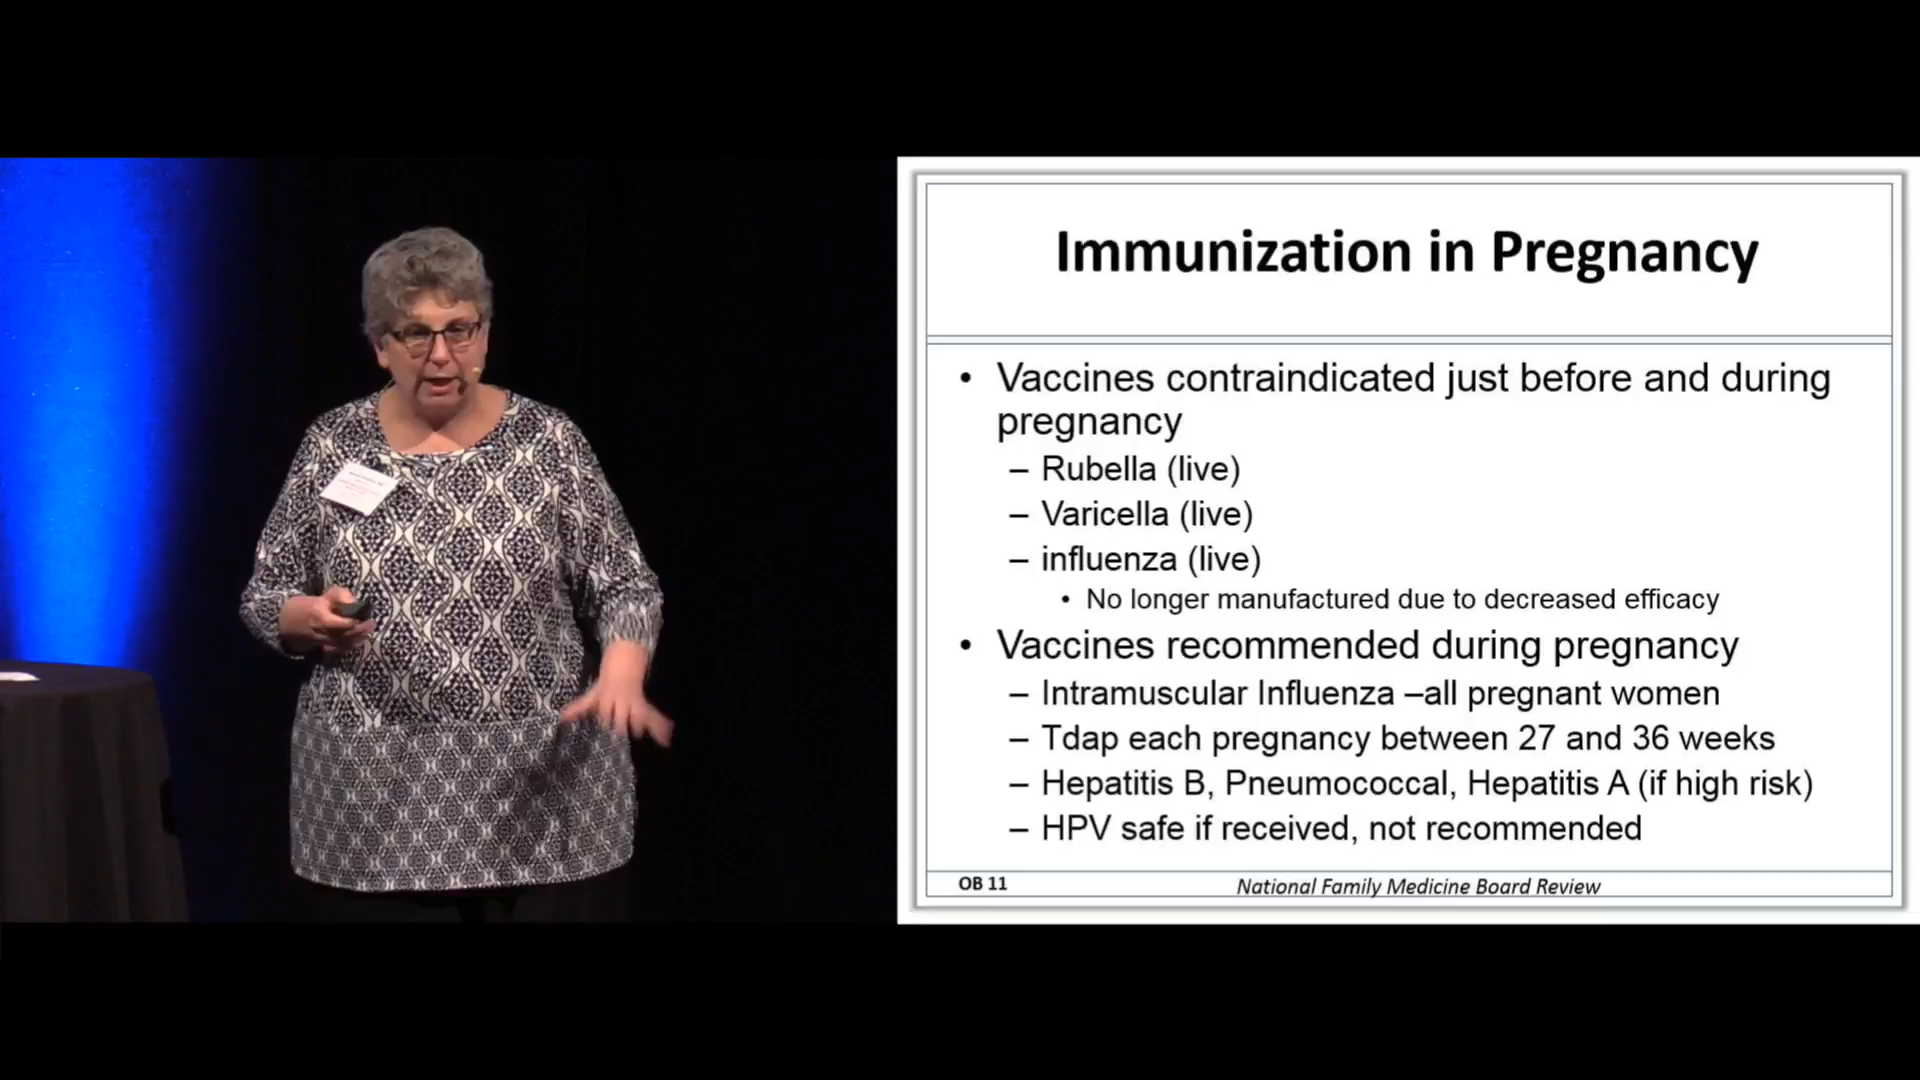 Immunization in Pregnancy
• Vaccines contraindicated just before and during
pregnancy
– Rubella (live)
– Varicella (live)
– influenza (live)
• No longer manufactured due to decreased efficacy
• Vaccines recommended during pregnancy
– Intramuscular Influenza –all pregnant women
– Tdap each pregnancy between 27 and 36 weeks
– Hepatitis B, Pneumococcal, Hepatitis A (if high risk)
– HPV safe if received, not recommended
OB 11
National Family Medicine Board Review